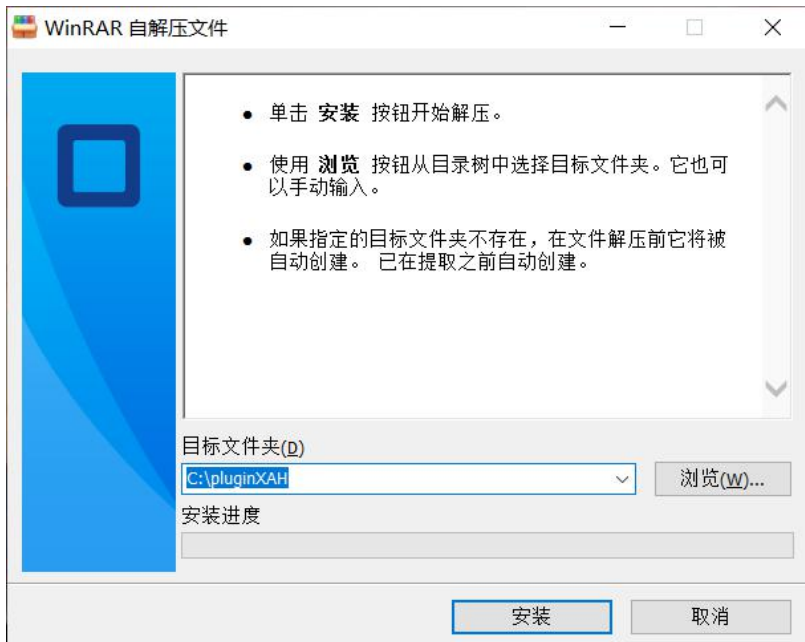 WinRAR 自解压文件
● 单击 安装 按钮开始解压。
● 使用 浏览 按钮从目录树中选择目标文件夹。它也可
以手动输入。
● 如果指定的目标文件夹不存在,在文件解压前它将被
自动创建。 已在提取之前自动创建。
目标文件夹(D)
C:\pluginXAH
浏览(W)...
安装进度
安装
取消